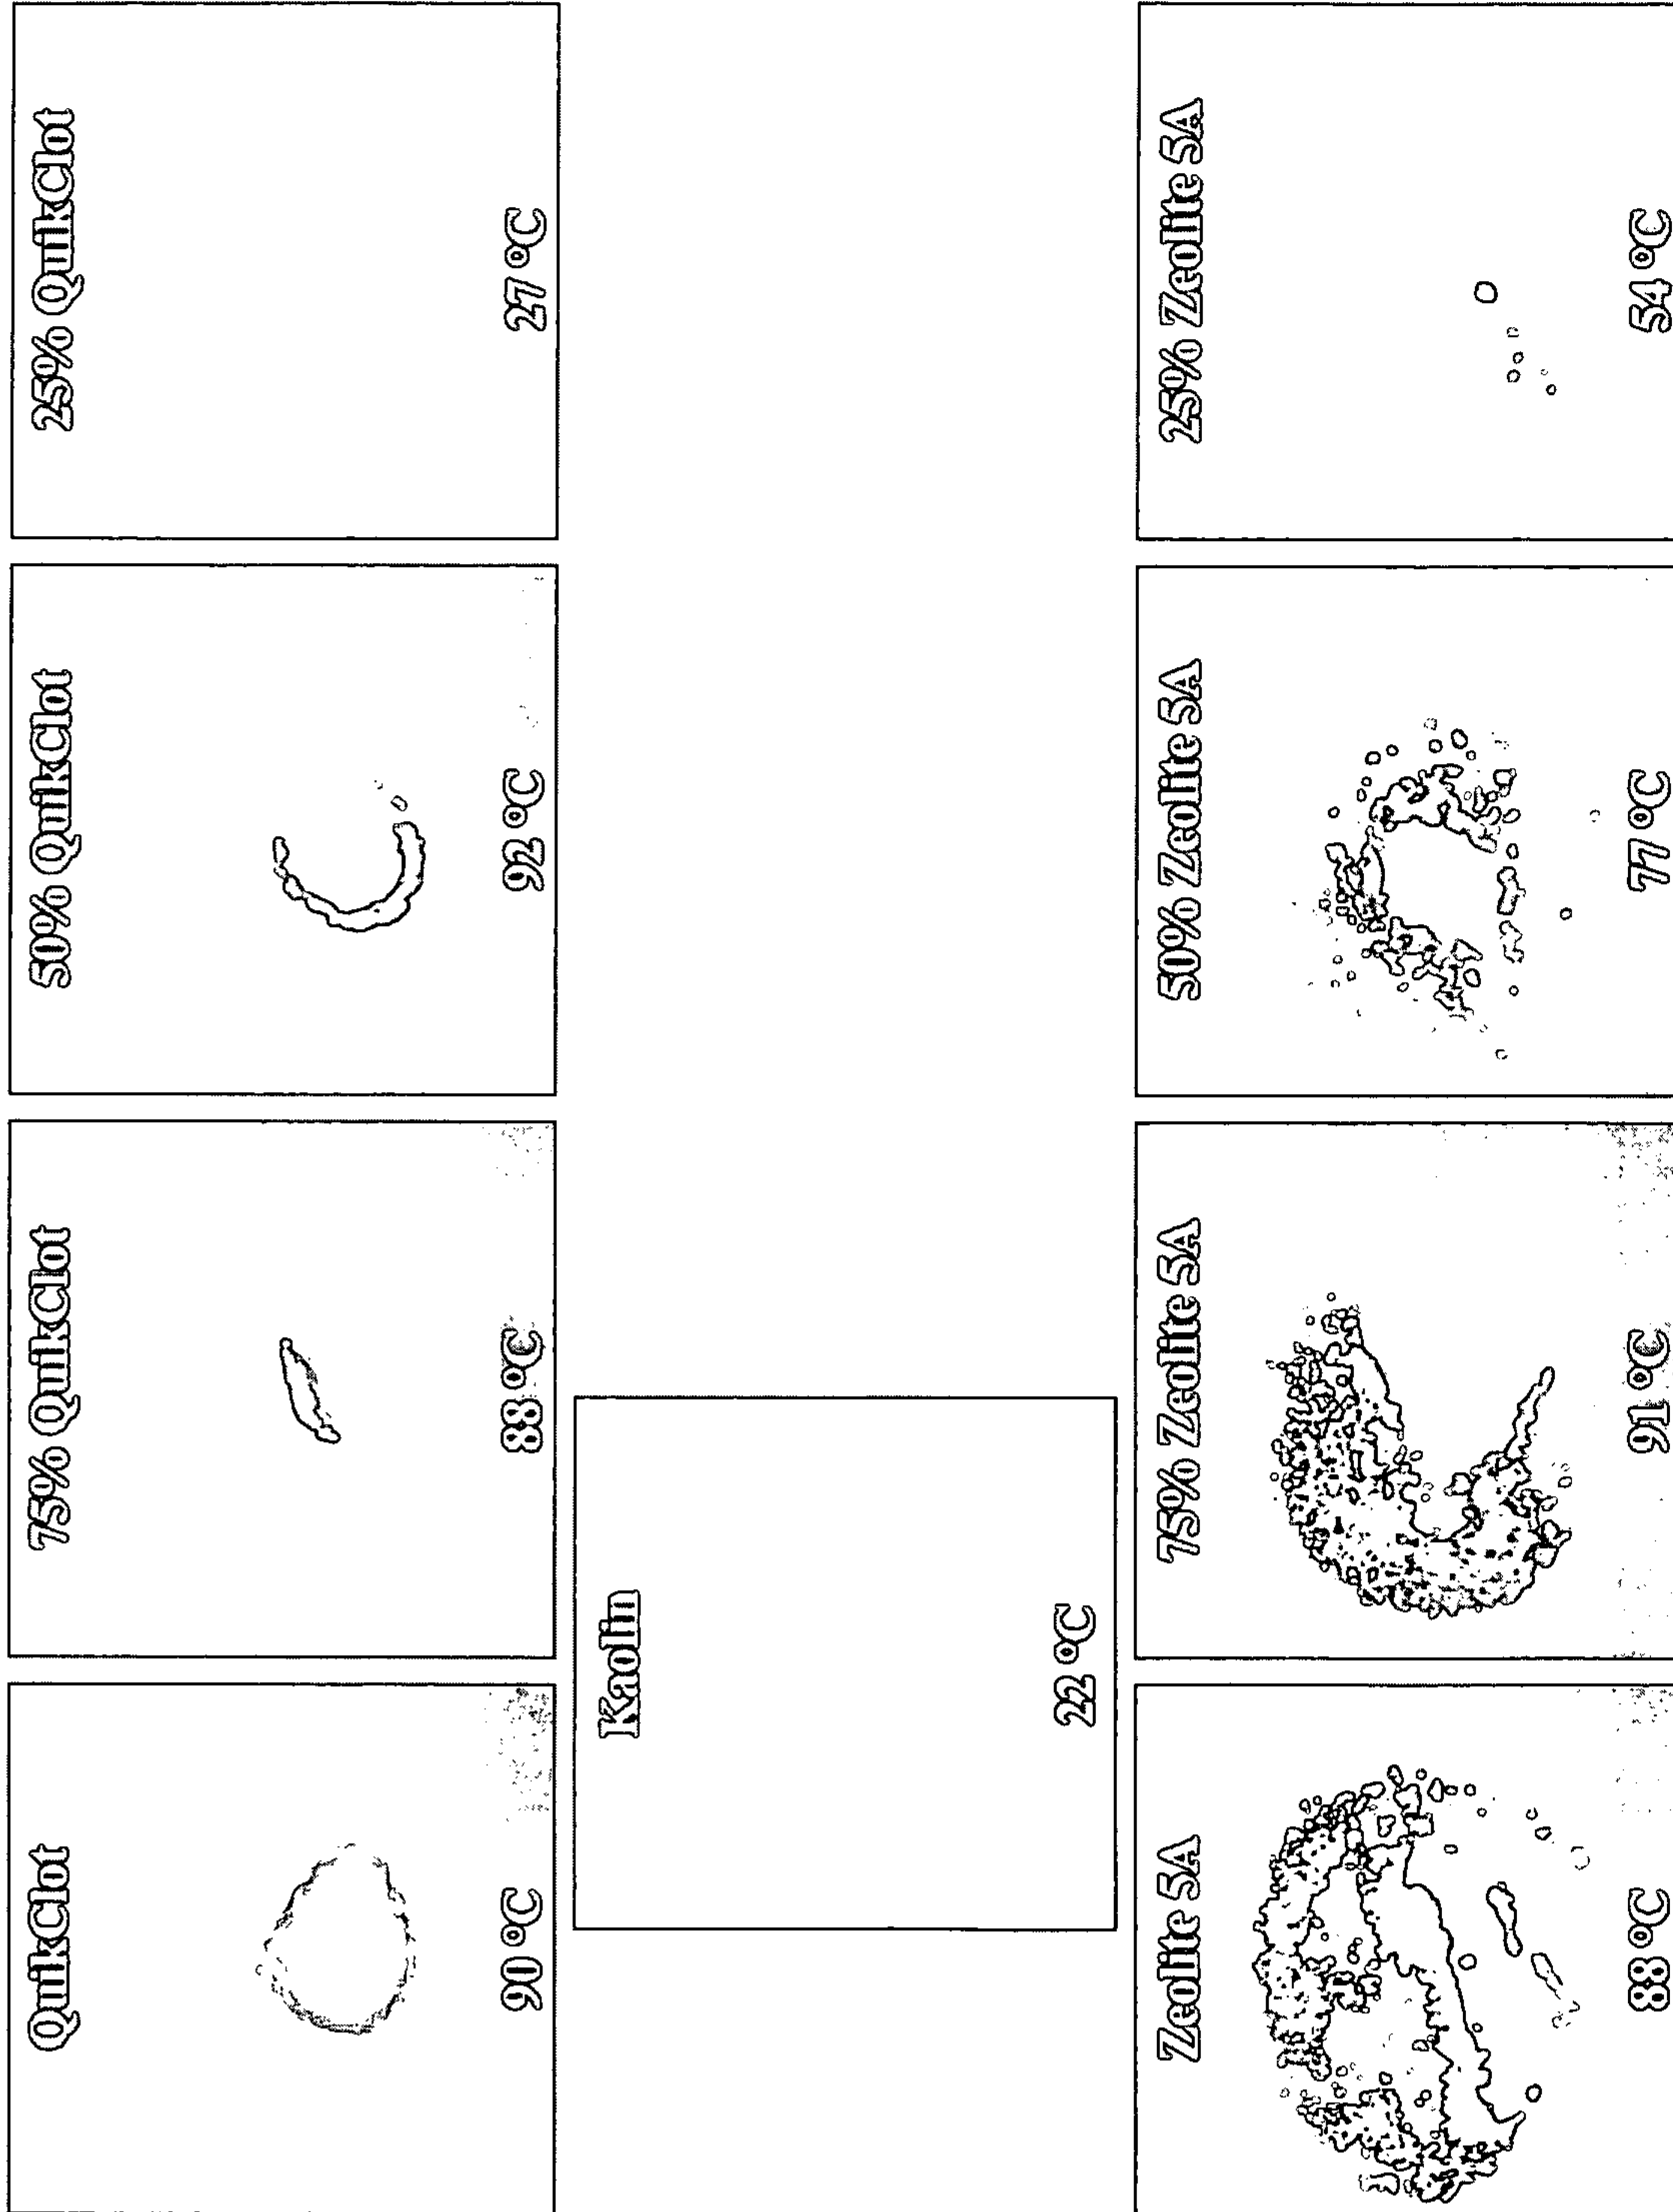 QuikClot
90 °C
75% QuikClot
88 °C
50% QuikClot
92 °C
25% QuikClot
27 °C
Kaolin
22 °C
Zeolite 5A
88 °C
75% Zeolite 5A
91 °C
50% Zeolite 5A
77 °C
25% Zeolite 5A
54 °C